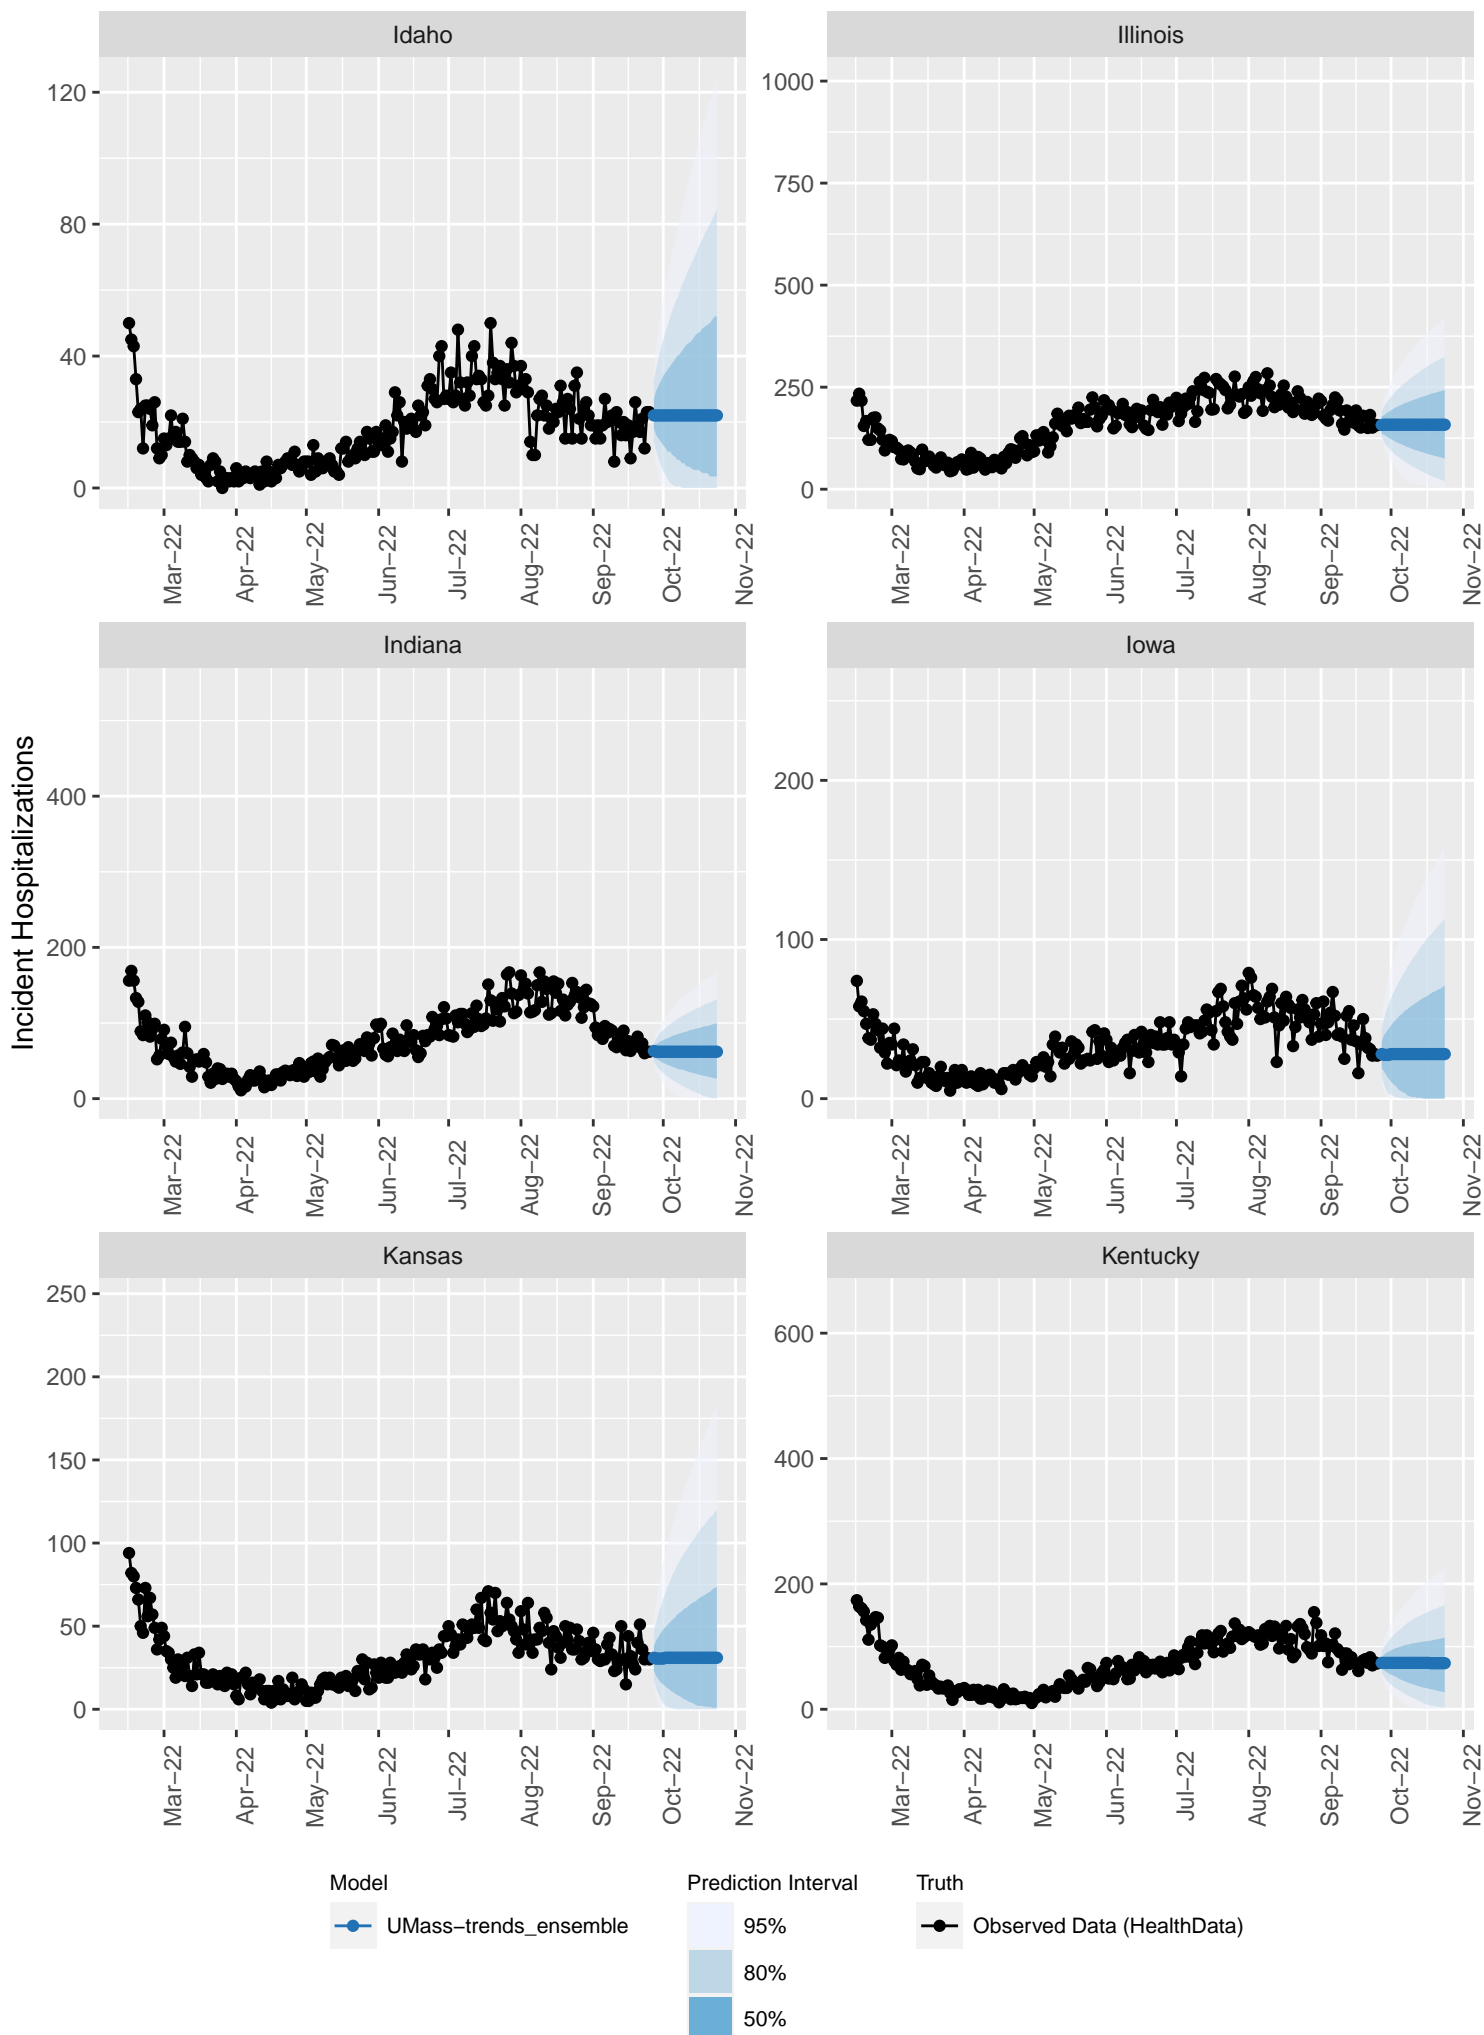 Idaho
Illinois
120
80
40
0
1000
750
500
250
0
Mar−22
Apr−22
May−22
Jun−22
Jul−22
Aug−22
Sep−22
Oct−22
Nov−22
Mar−22
Apr−22
May−22
Jun−22
Jul−22
Aug−22
Sep−22
Oct−22
Nov−22
Incident Hospitalizations
Indiana
Iowa
400
200
0
200
100
0
Mar−22
Apr−22
May−22
Jun−22
Jul−22
Aug−22
Sep−22
Oct−22
Nov−22
Mar−22
Apr−22
May−22
Jun−22
Jul−22
Aug−22
Sep−22
Oct−22
Nov−22
Kansas
Kentucky
250
200
150
100
50
0
600
400
200
0
Mar−22
Apr−22
May−22
Jun−22
Jul−22
Aug−22
Sep−22
Oct−22
Nov−22
Mar−22
Apr−22
May−22
Jun−22
Jul−22
Aug−22
Sep−22
Oct−22
Nov−22
Model
UMass−trends_ensemble
Prediction Interval
95%
80%
50%
Truth
Observed Data (HealthData)